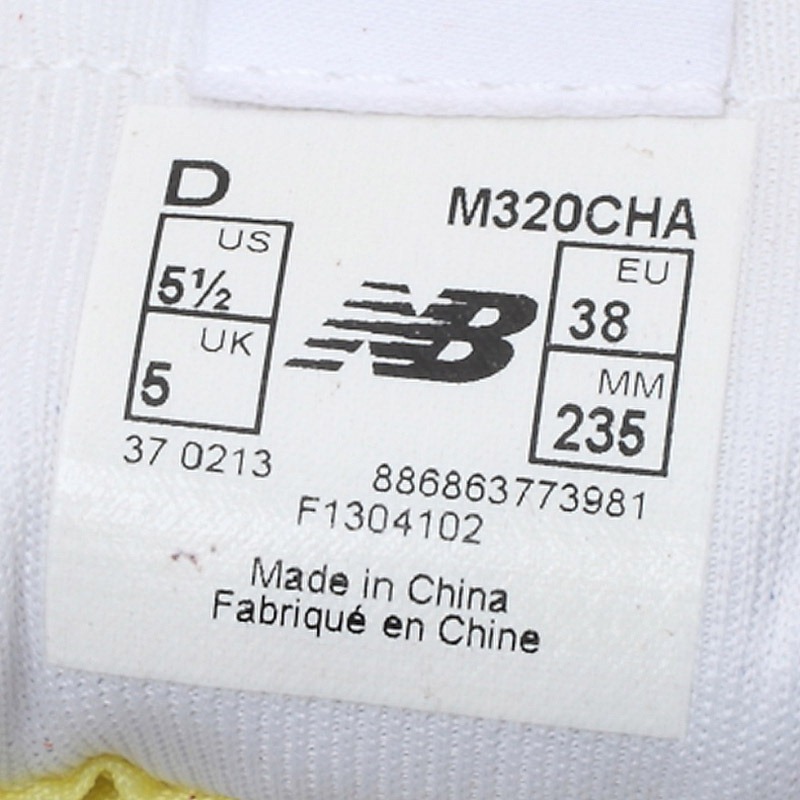 D
M320CHA
US
5½
UK
5
NB
EU
38
MM
235
37 0213
886863773981
F1304102
Made in China
Fabriqué en Chine